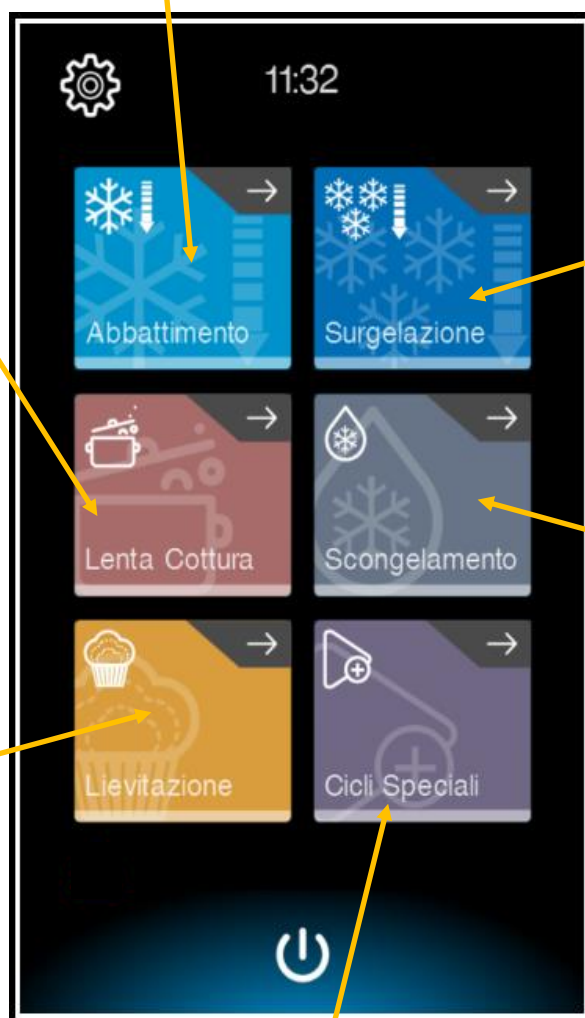 11:32
Abbattimento
Surgelazione
Lenta Cottura
Scongelamento
Lievitazione
Cicli Speciali